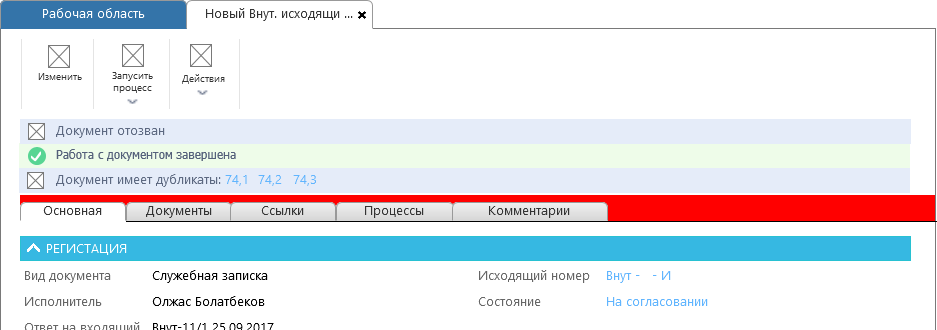 Рабочая область Новый Внут. исходящи ...
Изменить Запусить Действия
процесс
Документ отозван
Работа с документом завершена
Документ имеет дубликаты: 74,1 74,2 74,3
Основная Документы Ссылки Процессы Комментарии
РЕГИСТАЦИЯ
Вид документа Служебная записка Исходящий номер Внут - - И
Исполнитель Олжас Болатбеков Состояние На согласовании
Ответ на входящий Внут-11/1 25.09.2017